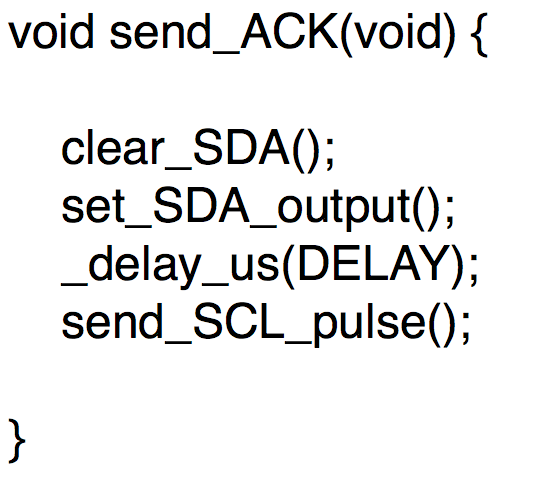 void send_ACK(void) {
clear_SDA();
set_SDA_output();
_delay_us(DELAY);
send_SCL_pulse();
}